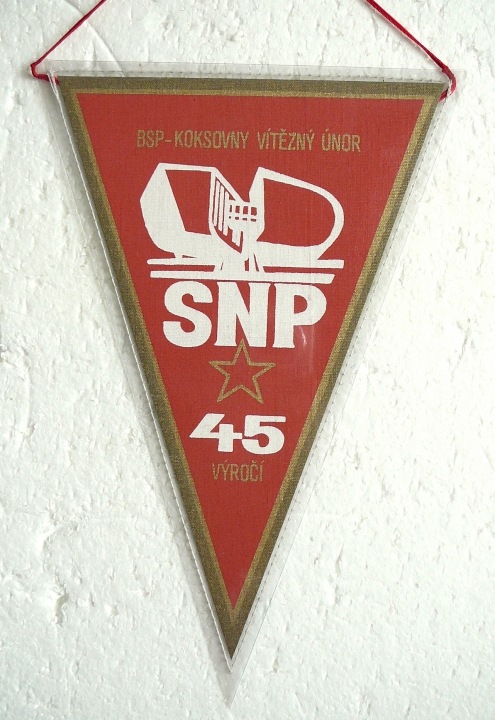 BSP-KOKSOVNY VÍTĚZNÝ ÚNOR
SNP
45
VÝROČÍ